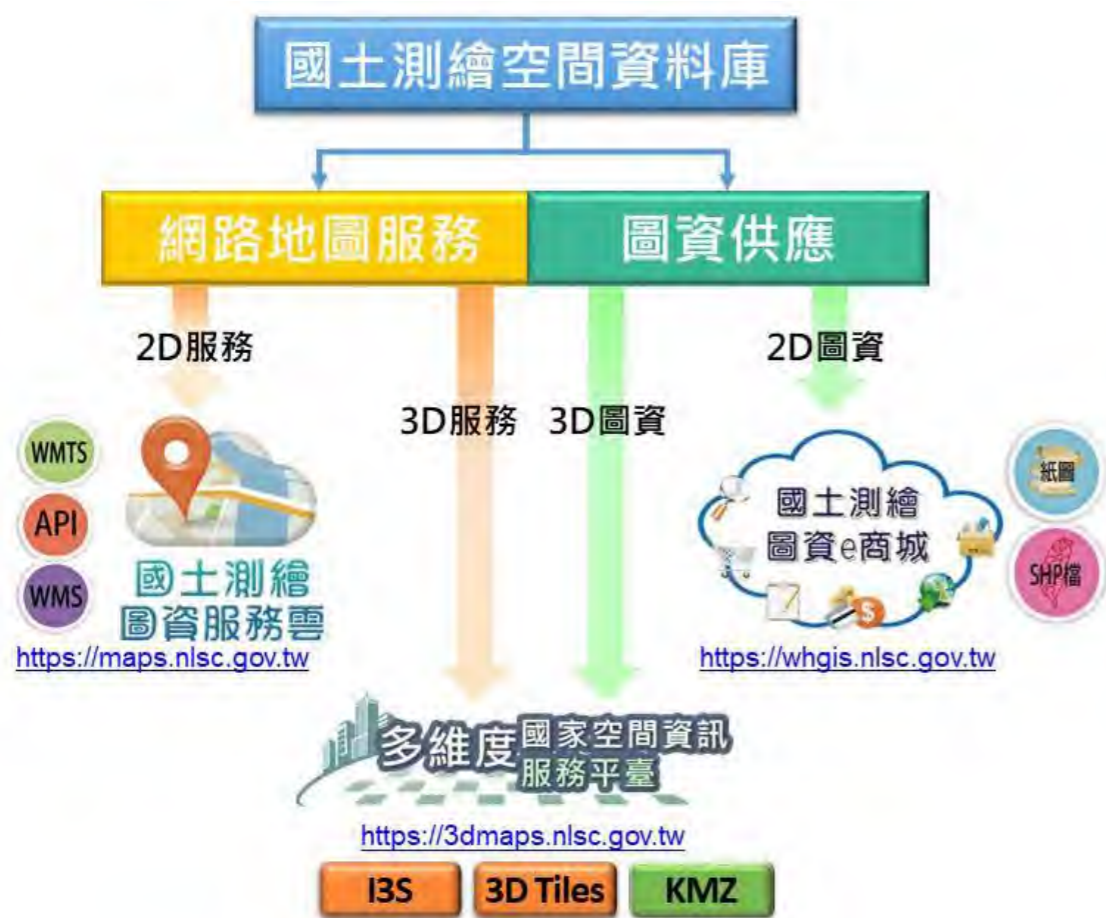 國土測繪空間資料庫
網路地圖服務
圖資供應
2D服務
2D圖資
3D服務
3D圖資
WMTS
API
WMS
國土測繪
圖資服務雲
https://maps.nlsc.gov.tw
國土測繪
圖資e商城
紙圖
SHP檔
https://whgis.nlsc.gov.tw
多維度國家空間資訊
服務平臺
https://3dmaps.nlsc.gov.tw
I3S
3D Tiles
KMZ